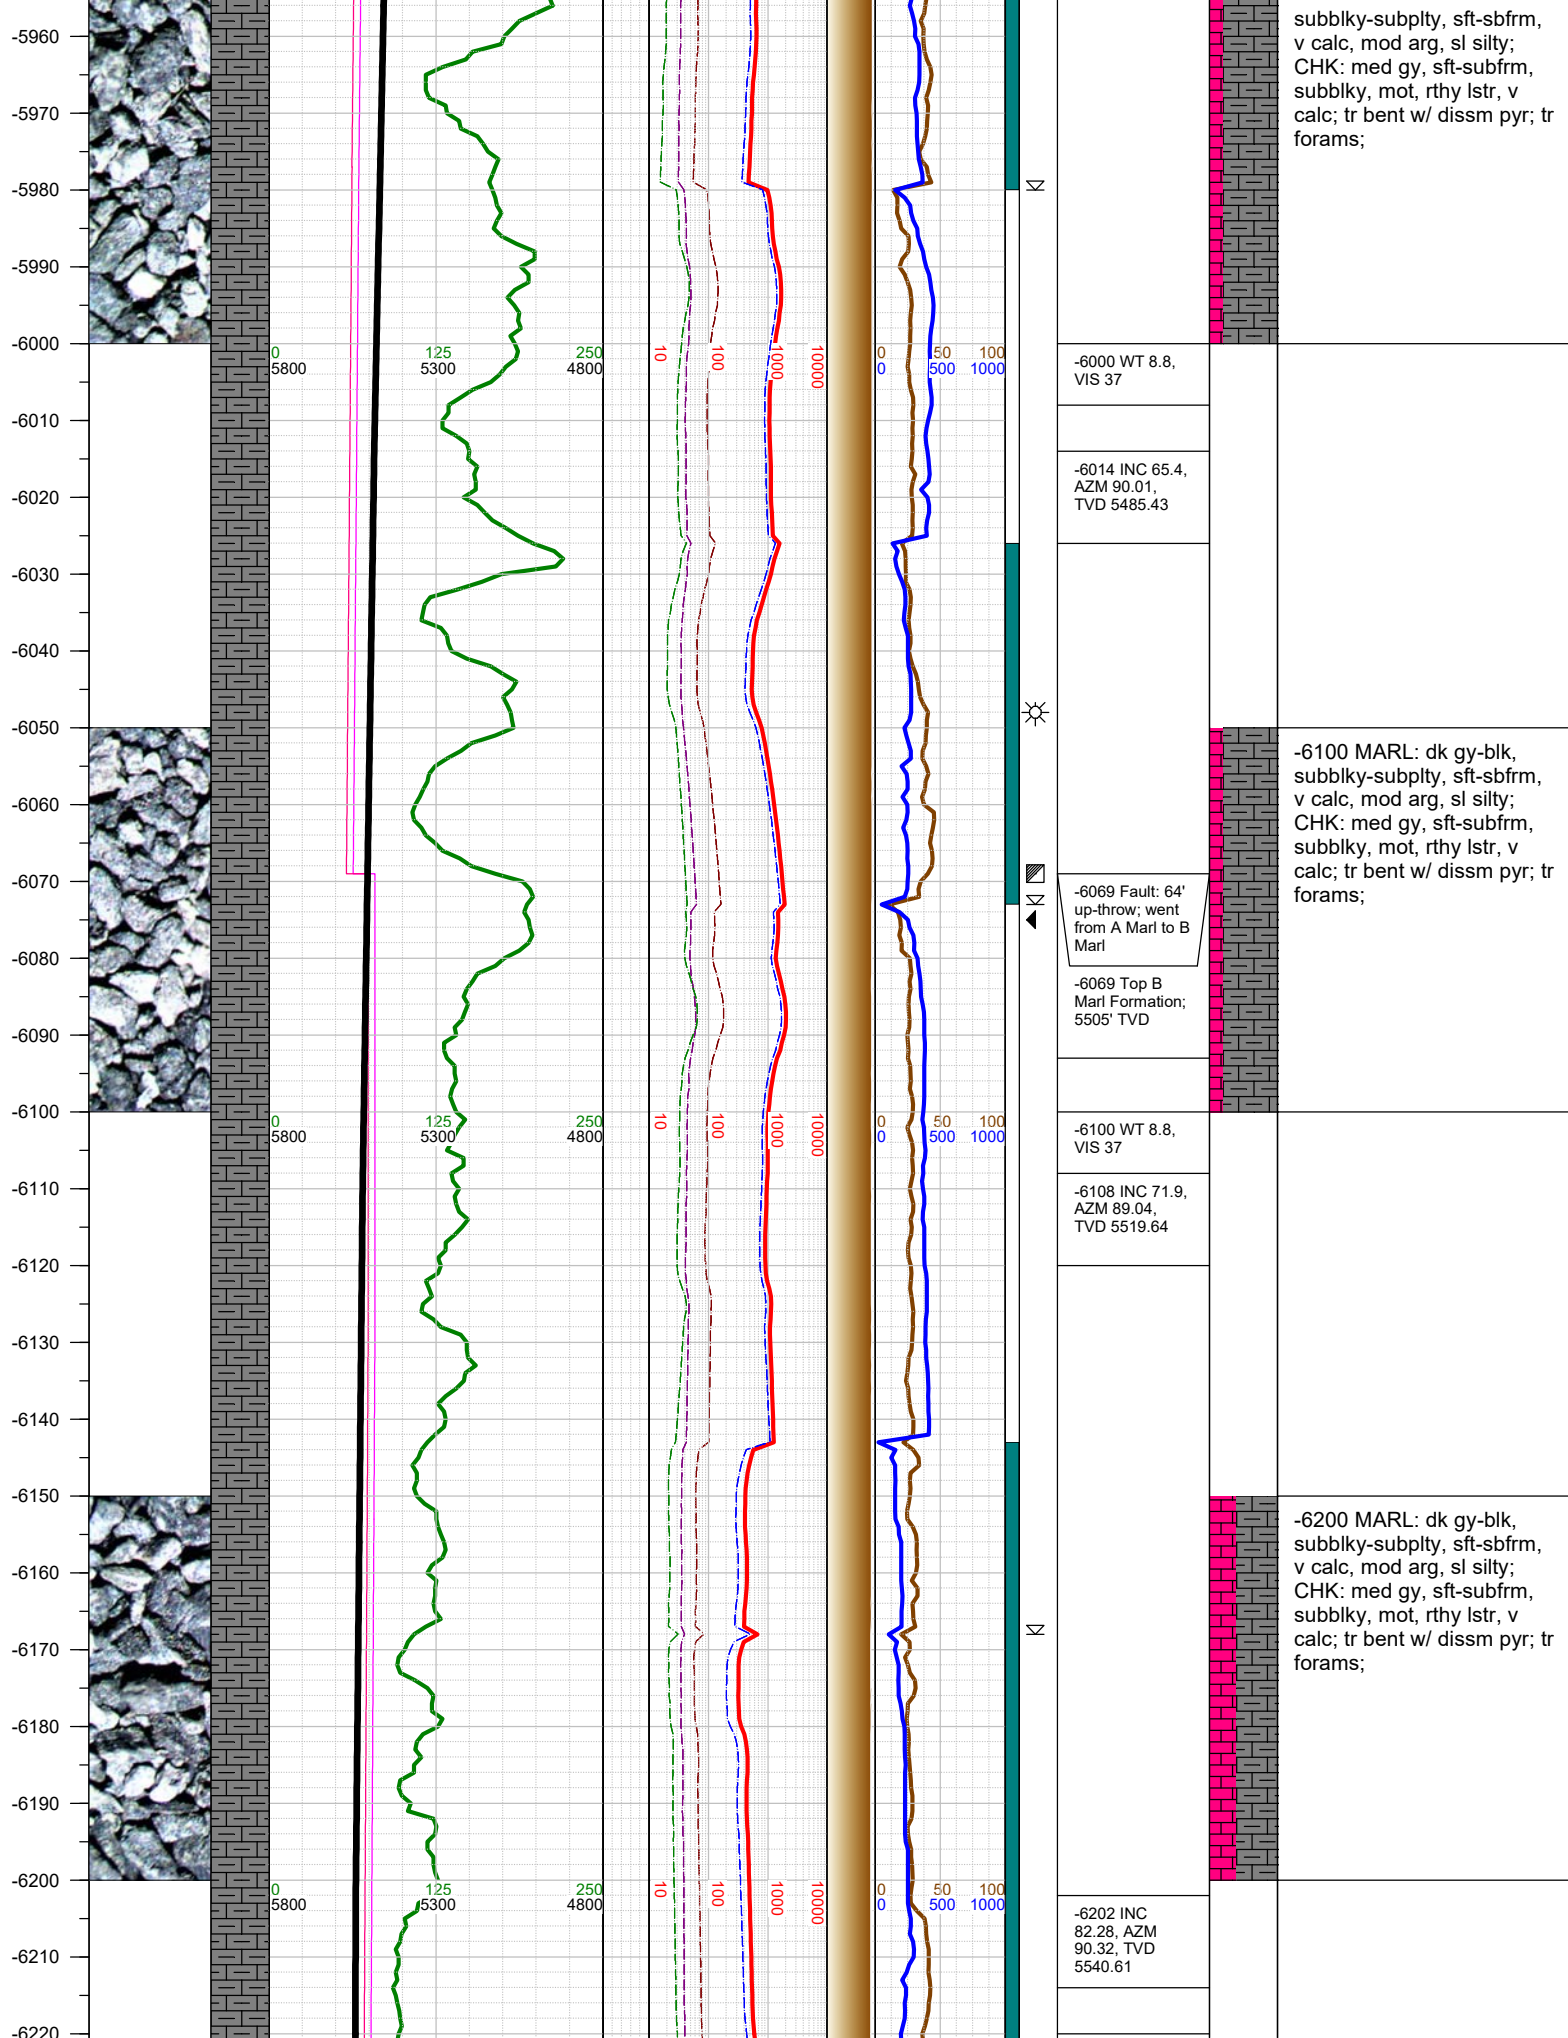 subblky-subplty, sft-sbfrm,
v calc, mod arg, sl silty;
CHK: med gy, sft-subfrm,
subblky, mot, rthy lstr, v
calc; tr bent w/ dissm pyr; tr
forams;
-5960
-5970
-5980
-5990
-6000
0 125 250 10 100 1000 10000 0 50 100
5800 5300 4800 0 500 1000
-6000 WT 8.8,
VIS 37
-6010
-6014 INC 65.4,
AZM 90.01,
TVD 5485.43
-6020
-6030
-6040
-6050
-6100 MARL: dk gy-blk,
subblky-subplty, sft-sbfrm,
v calc, mod arg, sl silty;
CHK: med gy, sft-subfrm,
subblky, mot, rthy lstr, v
calc; tr bent w/ dissm pyr; tr
forams;
-6060
-6070
-6069 Fault: 64'
up-throw; went
from A Marl to B
Marl
-6080
-6069 Top B
Marl Formation;
5505' TVD
-6090
-6100
0 125 250 10 100 1000 10000 0 50 100
5800 5300 4800 0 500 1000
-6100 WT 8.8,
VIS 37
-6110
-6108 INC 71.9,
AZM 89.04,
TVD 5519.64
-6120
-6130
-6140
-6150
-6200 MARL: dk gy-blk,
subblky-subplty, sft-sbfrm,
v calc, mod arg, sl silty;
CHK: med gy, sft-subfrm,
subblky, mot, rthy lstr, v
calc; tr bent w/ dissm pyr; tr
forams;
-6160
-6170
-6180
-6190
-6200
0 125 250 10 100 1000 10000 0 50 100
5800 5300 4800 0 500 1000
-6202 INC
82.28, AZM
90.32, TVD
5540.61
-6210
-6220